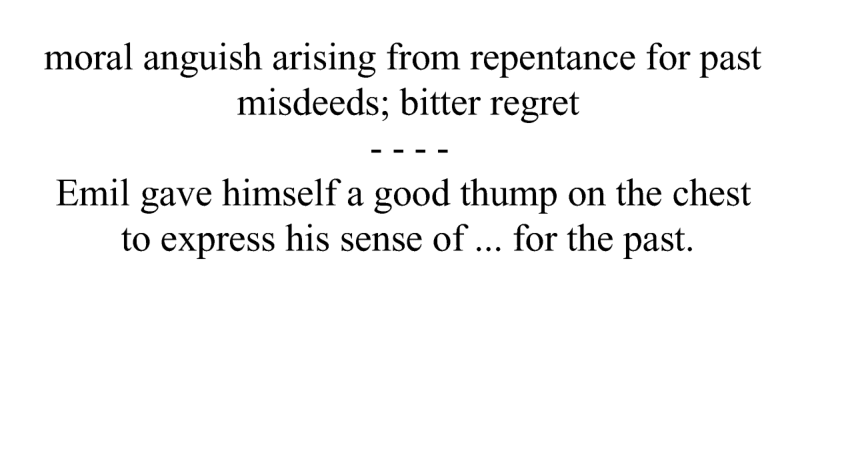 moral anguish arising from repentance for past
misdeeds; bitter regret
- - - -
Emil gave himself a good thump on the chest
to express his sense of ... for the past.